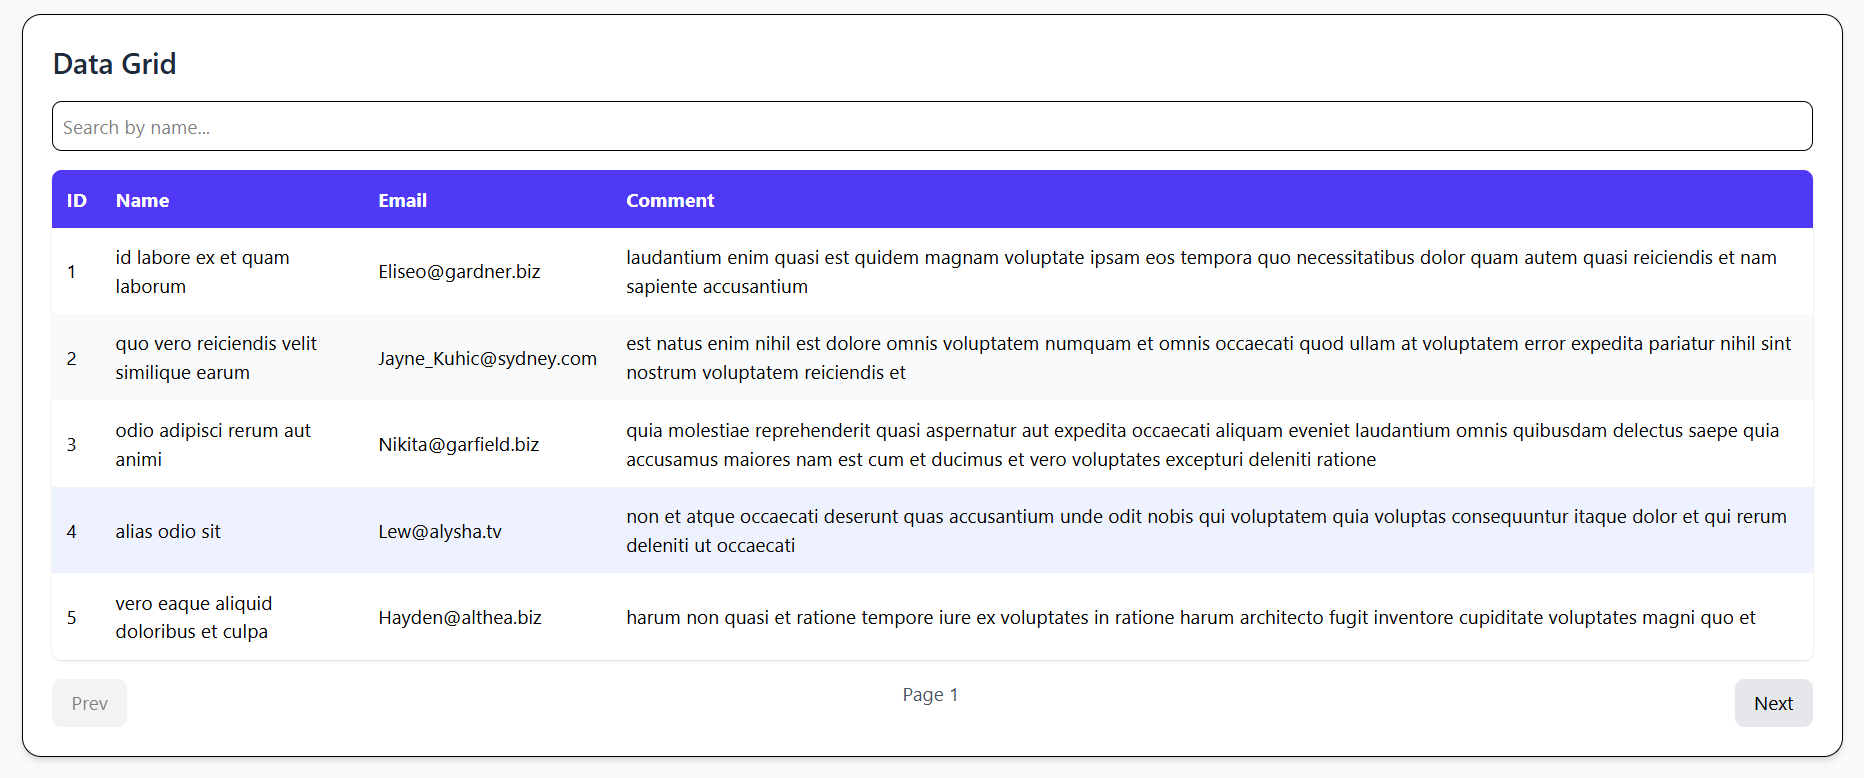 Data Grid
Search by name...
ID Name Email Comment
1 id labore ex et quam laborum Eliseo@gardner.biz laudantium enim quasi est quidem magnam voluptate ipsam eos tempora quo necessitatibus dolor quam autem quasi reiciendis et nam sapiente accusantium
2 quo vero reiciendis velit similique earum Jayne_Kuhic@sydney.com est natus enim nihil est dolore omnis voluptatem numquam et omnis occaecati quod ullam at voluptatem error expedita pariatur nihil sint nostrum voluptatem reiciendis et
3 odio adipisci rerum aut animi Nikita@garfield.biz quia molestiae reprehenderit quasi aspernatur aut expedita occaecati aliquam eveniet laudantium omnis quibusdam delectus saepe quia accusamus maiores nam est cum et ducimus et vero voluptates excepturi deleniti ratione
4 alias odio sit Lew@alysha.tv non et atque occaecati deserunt quas accusantium unde odit nobis qui voluptatem quia voluptas consequuntur itaque dolor et qui rerum deleniti ut occaecati
5 vero eaque aliquid doloribus et culpa Hayden@althea.biz harum non quasi et ratione tempore iure ex voluptates in ratione harum architecto fugit inventore cupiditate voluptates magni quo et
Prev Page 1 Next